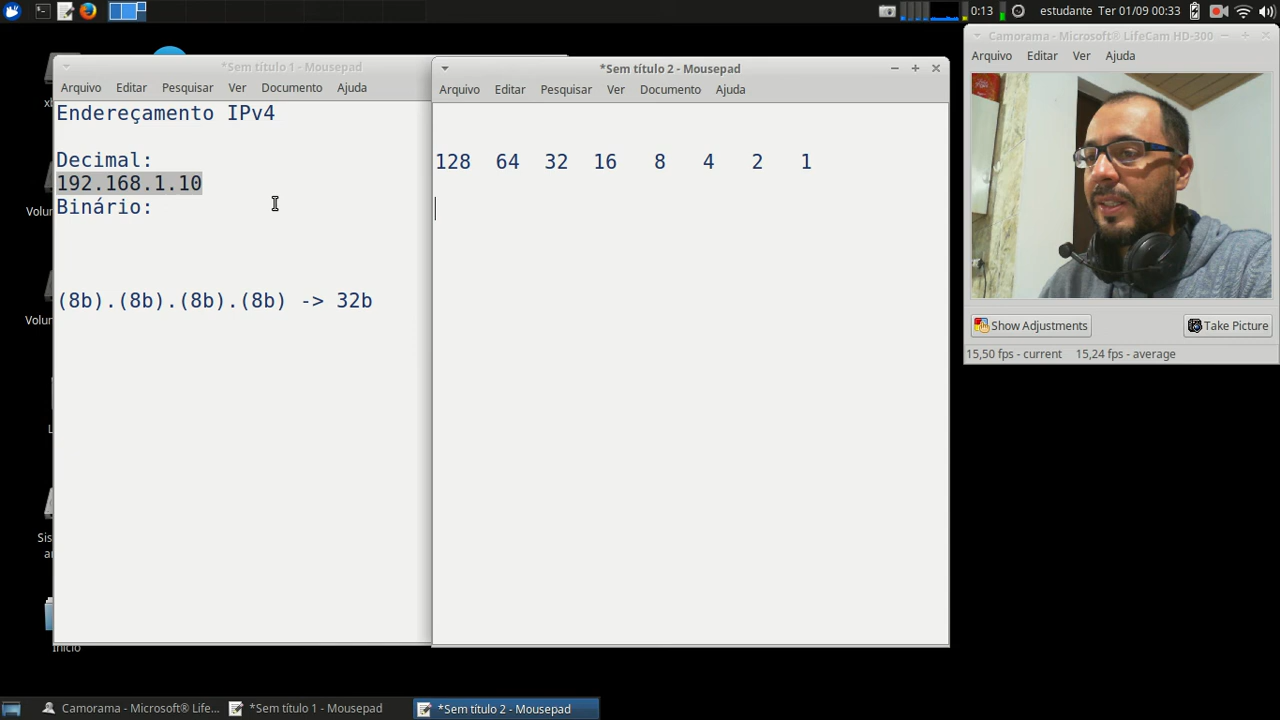 0:13 estudante Ter 01/09 00:33
*Sem título 1 - Mousepad
Arquivo Editar Pesquisar Ver Documento Ajuda
Endereçamento IPv4
Decimal:
192.168.1.10
Binário:
(8b).(8b).(8b).(8b) -> 32b
*Sem título 2 - Mousepad
Arquivo Editar Pesquisar Ver Documento Ajuda
128 64 32 16 8 4 2 1
Camorama - Microsoft® LifeCam HD-300
Arquivo Editar Ver Ajuda
Show Adjustments Take Picture
15,50 fps - current 15,24 fps - average
Camorama - Microsoft® Life... *Sem título 1 - Mousepad *Sem título 2 - Mousepad